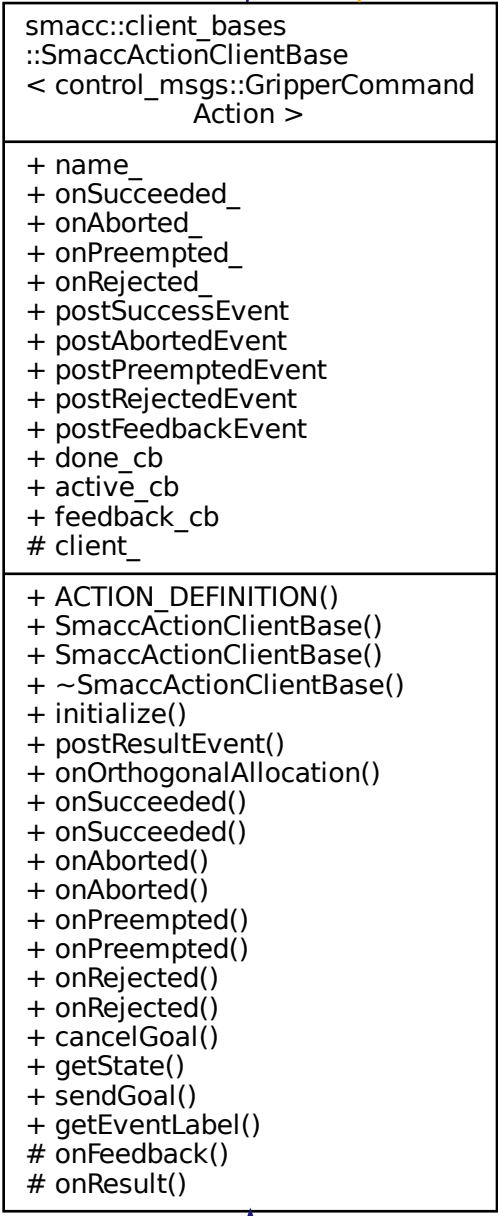 smacc::client_bases
::SmaccActionClientBase
< control_msgs::GripperCommand
Action >
+ name_
+ onSucceeded_
+ onAborted_
+ onPreempted_
+ onRejected_
+ postSuccessEvent
+ postAbortedEvent
+ postPreemptedEvent
+ postRejectedEvent
+ postFeedbackEvent
+ done_cb
+ active_cb
+ feedback_cb
# client_
+ ACTION_DEFINITION()
+ SmaccActionClientBase()
+ SmaccActionClientBase()
+ ~SmaccActionClientBase()
+ initialize()
+ postResultEvent()
+ onOrthogonalAllocation()
+ onSucceeded()
+ onSucceeded()
+ onAborted()
+ onAborted()
+ onPreempted()
+ onPreempted()
+ onRejected()
+ onRejected()
+ cancelGoal()
+ getState()
+ sendGoal()
+ getEventLabel()
# onFeedback()
# onResult()